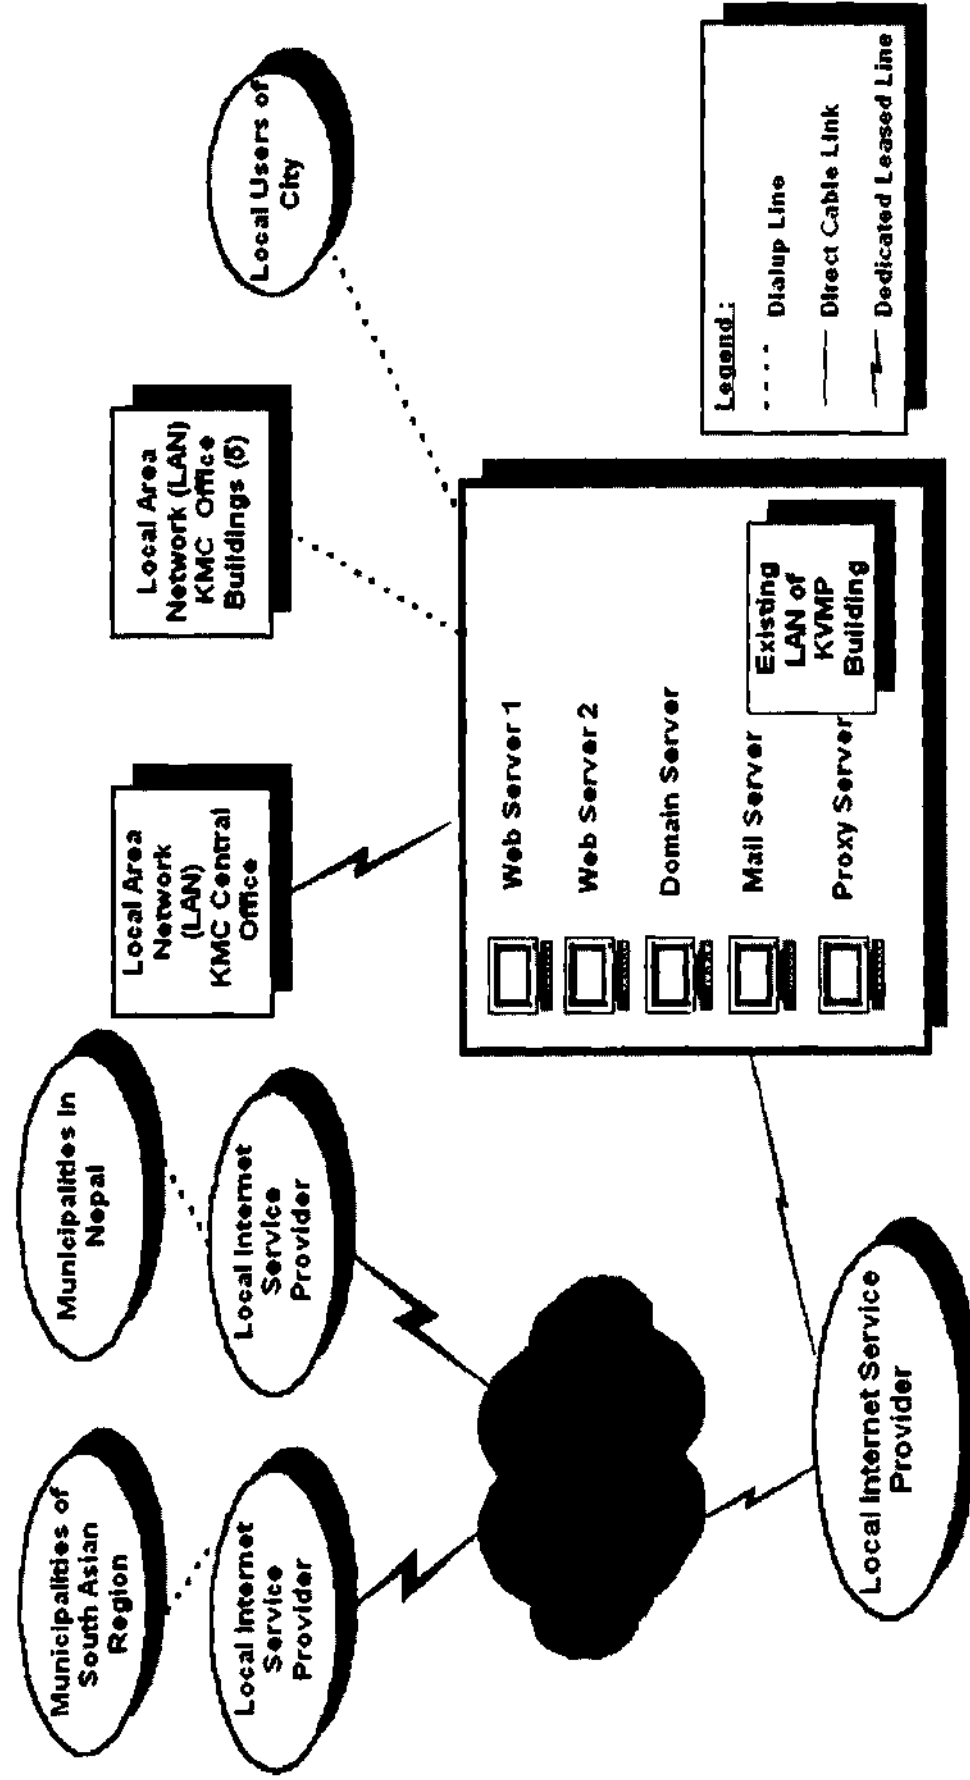 Municipalities of
South Asian
Region
Municipalities in
Nepal
Local Internet
Service
Provider
Local Internet
Service
Provider
Local Area
Network
(LAN)
KMC Central
Office
Local Area
Network (LAN)
KMC Office
Buildings (5)
Local Users of
City
Web Server 1
Web Server 2
Domain Server
Mail Server
Proxy Server
Existing
LAN of
KVMP
Building
Local Internet Service
Provider
Legend :
Dialup Line
Direct Cable Link
Dedicated Leased Line